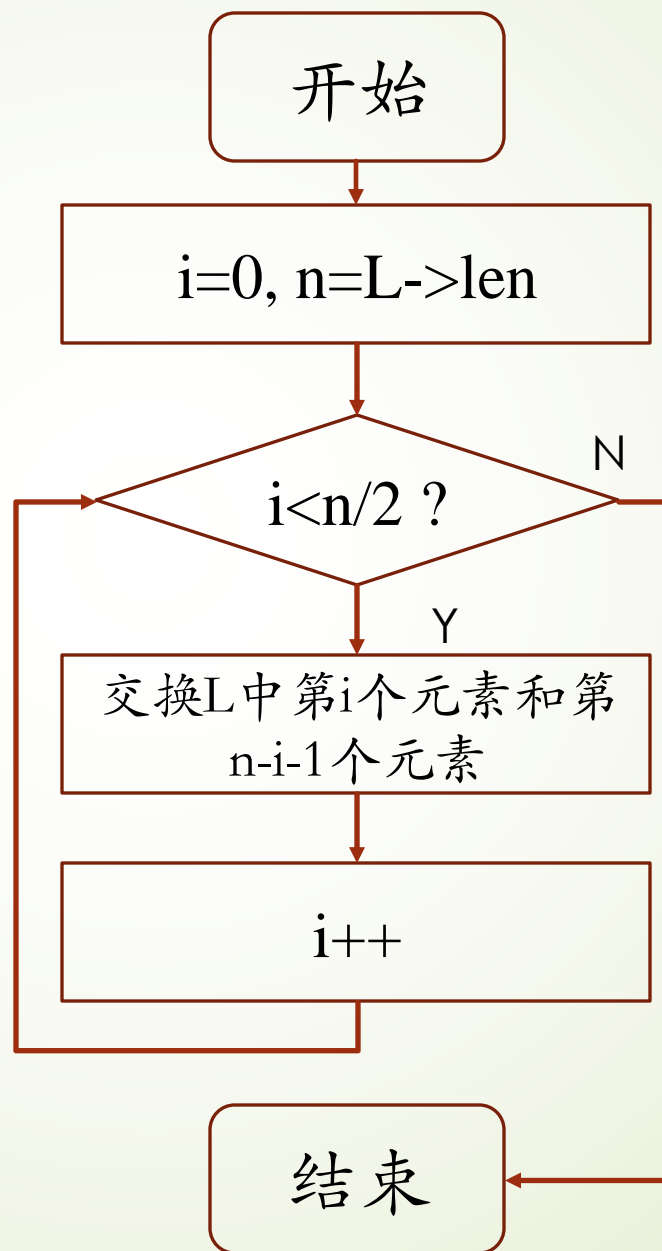 开始
i=0, n=L->len
i<n/2 ?
N
Y
交换L中第i个元素和第
n-i-1个元素
i++
结束